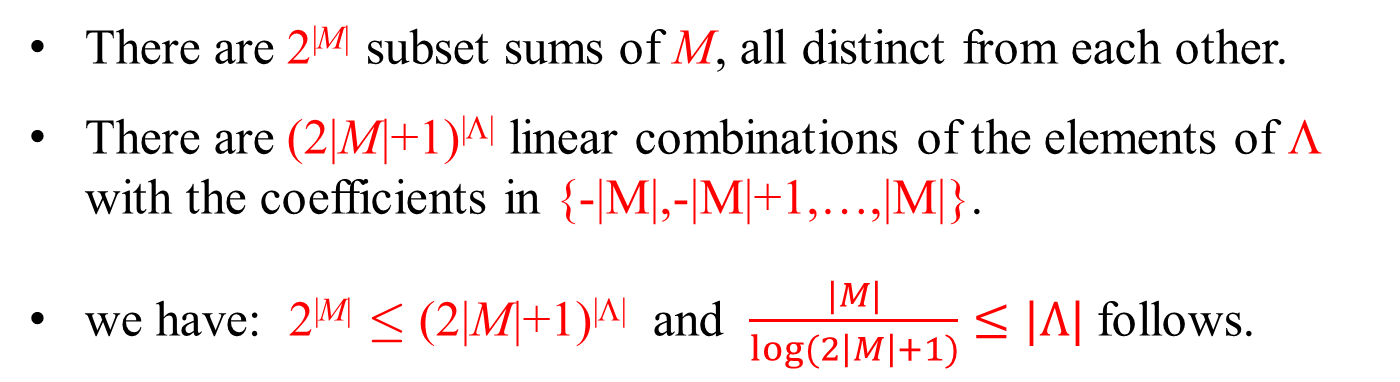 • There are 2^|M| subset sums of M, all distinct from each other.
• There are (2|M|+1)^|Λ| linear combinations of the elements of Λ
with the coefficients in {-|M|,-|M|+1,…,|M|}.
• we have: 2^|M| ≤ (2|M|+1)^|Λ| and |M|/log(2|M|+1) ≤ |Λ| follows.